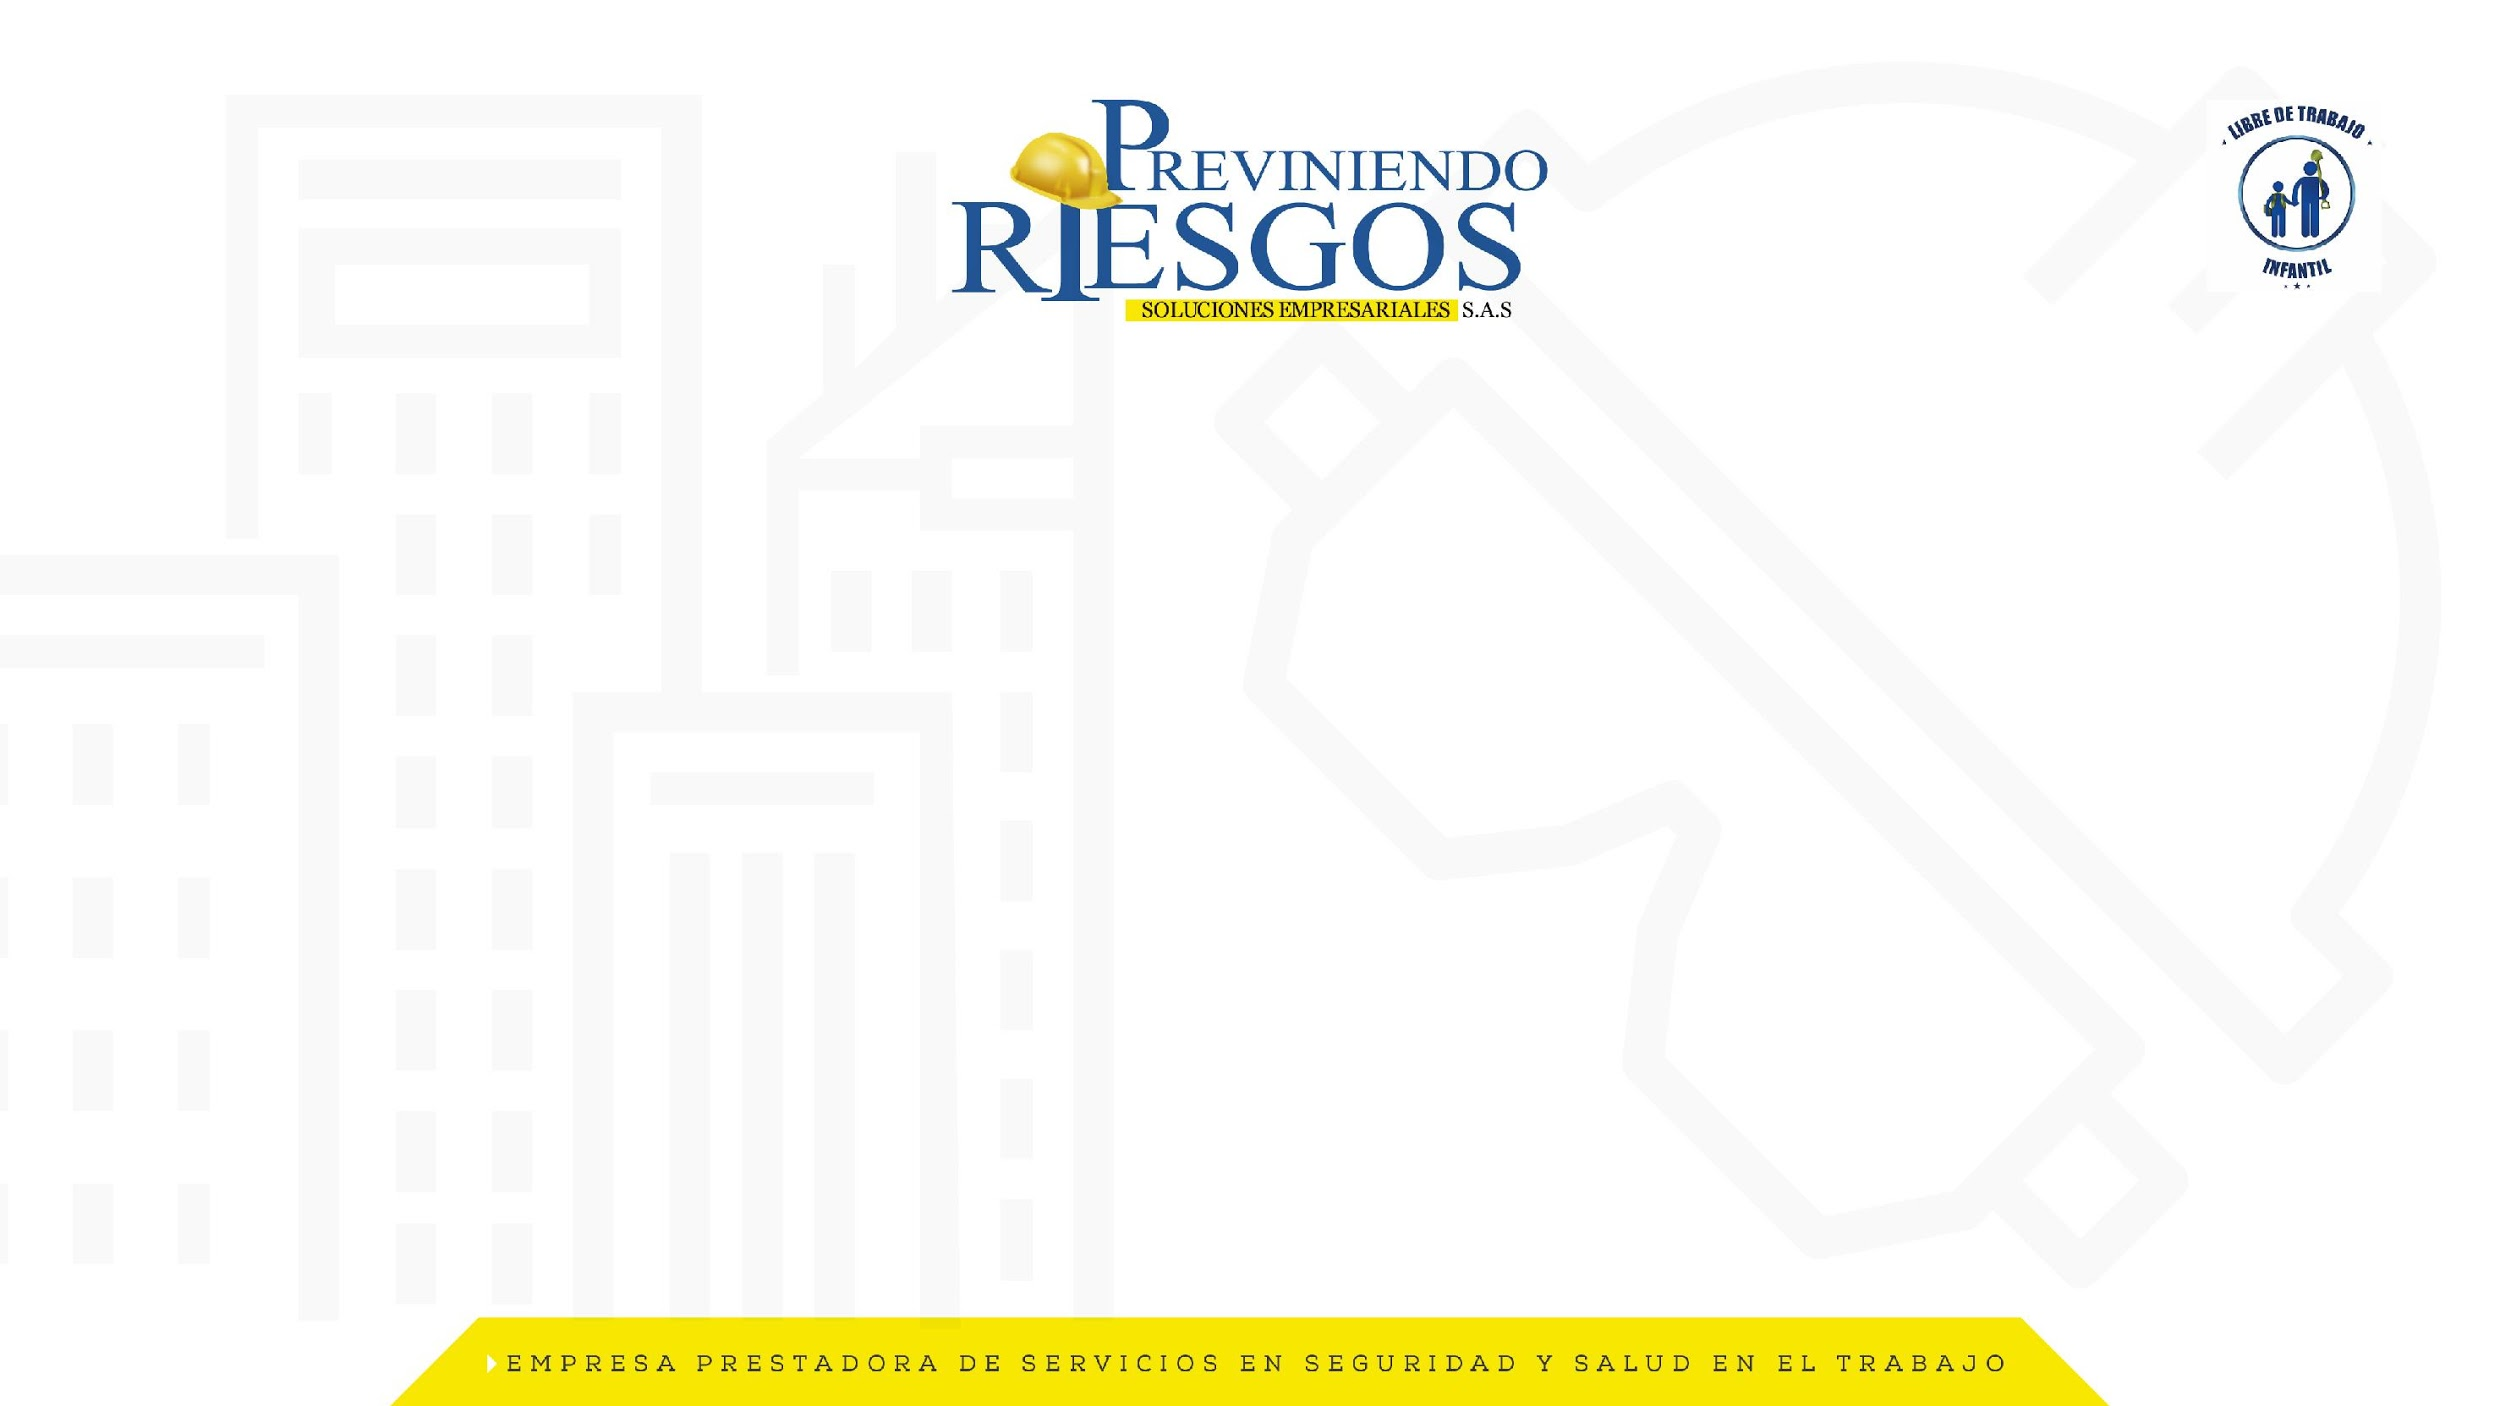 PREVINIENDO
RIESGOS
SOLUCIONES EMPRESARIALES S.A.S
LIBRE DE TRABAJO
INFANTIL
EMPRESA PRESTADORA DE SERVICIOS EN SEGURIDAD Y SALUD EN EL TRABAJO